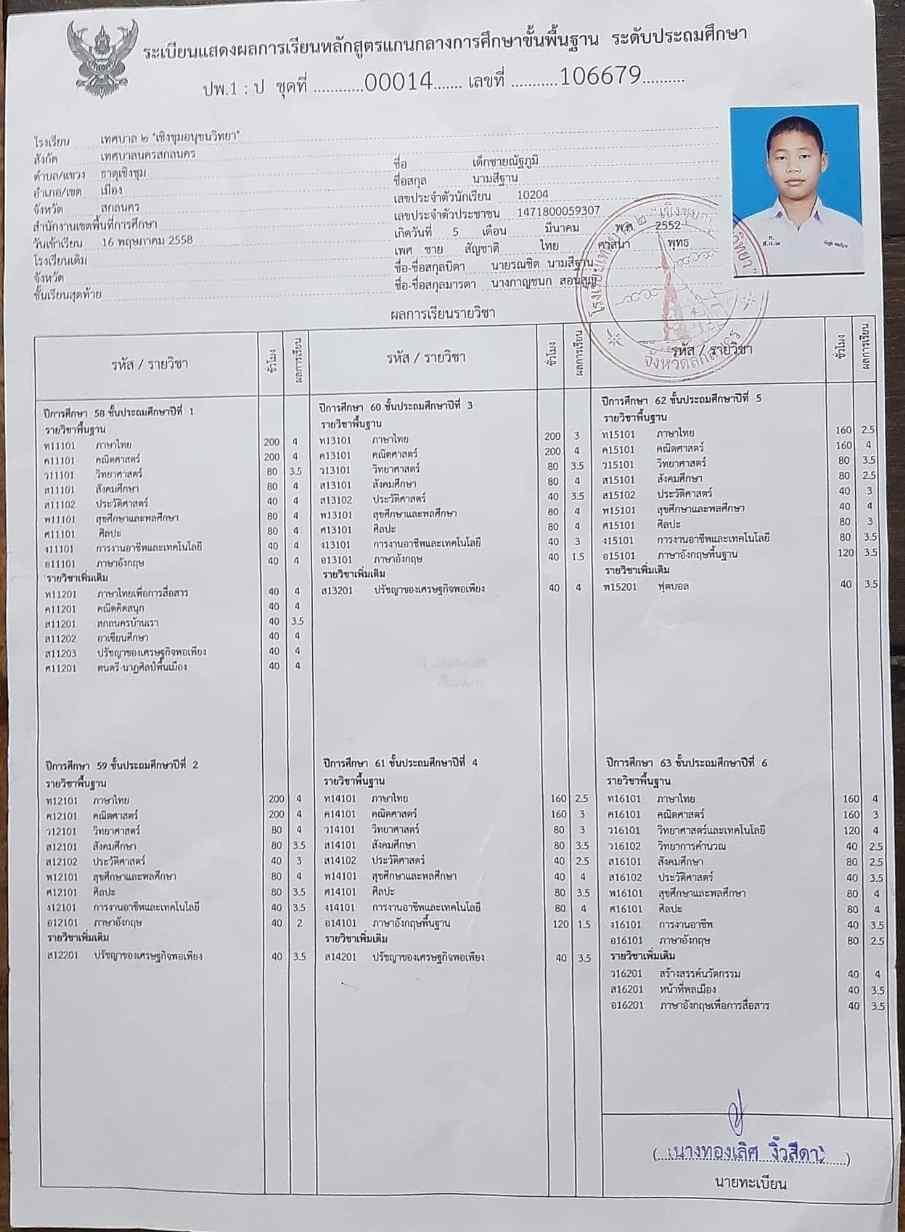 ระเบียนแสดงผลการเรียนหลักสูตรแกนกลางการศึกษาขั้นพื้นฐาน ระดับประถมศึกษา
ปพ.1 : ป ชุดที่ ............00014....... เลขที่ ...........106679..........
โรงเรียน เทศบาล ๒ "เชิงชุมอนุชนวิทยา"
สังกัด เทศบาลนครสกลนคร
ตำบล/แขวง ธาตุเชิงชุม
อำเภอ/เขต เมือง
จังหวัด สกลนคร
สำนักงานเขตพื้นที่การศึกษา
วันเข้าเรียน 16 พฤษภาคม 2558
โรงเรียนเดิม
จังหวัด
ชั้นเรียนสุดท้าย
ชื่อ เด็กชายณัฐภูมิ
ชื่อสกุล นามสีฐาน
เลขประจำตัวนักเรียน 10204
เลขประจำตัวประชาชน 1471800059307
เกิดวันที่ 5 เดือน มีนาคม พ.ศ. 2552
เพศ ชาย สัญชาติ ไทย ศาสนา พุทธ
ชื่อ-ชื่อสกุลบิดา นายรณชิต นามสีฐาน
ชื่อ-ชื่อสกุลมารดา นางกาญชนก
ผลการเรียนรายวิชา
รหัส / รายวิชา ชั่วโมง ผลการเรียน รหัส / รายวิชา ชั่วโมง ผลการเรียน รหัส / รายวิชา ชั่วโมง ผลการเรียน
ปีการศึกษา 58 ชั้นประถมศึกษาปีที่ 1
รายวิชาพื้นฐาน
ท11101 ภาษาไทย 200 4
ค11101 คณิตศาสตร์ 200 4
ว11101 วิทยาศาสตร์ 80 3.5
ส11101 สังคมศึกษา 80 4
ส11102 ประวัติศาสตร์ 40 4
พ11101 สุขศึกษาและพลศึกษา 80 4
ศ11101 ศิลปะ 80 4
ง11101 การงานอาชีพและเทคโนโลยี 40 4
อ11101 ภาษาอังกฤษ 40 4
รายวิชาเพิ่มเติม
ท11201 ภาษาไทยเพื่อการสื่อสาร 40 4
ค11201 คณิตคิดสนุก 40 4
ส11201 สกลนครบ้านเรา 40 3.5
ส11202 อาเซียนศึกษา 40 4
ส11203 ปรัชญาของเศรษฐกิจพอเพียง 40 4
ศ11201 ดนตรี-นาฏศิลป์พื้นเมือง 40 4
ปีการศึกษา 59 ชั้นประถมศึกษาปีที่ 2
รายวิชาพื้นฐาน
ท12101 ภาษาไทย 200 4
ค12101 คณิตศาสตร์ 200 4
ว12101 วิทยาศาสตร์ 80 4
ส12101 สังคมศึกษา 80 3.5
ส12102 ประวัติศาสตร์ 40 3
พ12101 สุขศึกษาและพลศึกษา 80 4
ศ12101 ศิลปะ 80 3.5
ง12101 การงานอาชีพและเทคโนโลยี 40 3.5
อ12101 ภาษาอังกฤษ 40 2
รายวิชาเพิ่มเติม
ส12201 ปรัชญาของเศรษฐกิจพอเพียง 40 3.5
ปีการศึกษา 60 ชั้นประถมศึกษาปีที่ 3
รายวิชาพื้นฐาน
ท13101 ภาษาไทย 200 3
ค13101 คณิตศาสตร์ 200 4
ว13101 วิทยาศาสตร์ 80 3.5
ส13101 สังคมศึกษา 80 4
ส13102 ประวัติศาสตร์ 40 3.5
พ13101 สุขศึกษาและพลศึกษา 80 4
ศ13101 ศิลปะ 80 4
ง13101 การงานอาชีพและเทคโนโลยี 40 3
อ13101 ภาษาอังกฤษ 40 1.5
รายวิชาเพิ่มเติม
ส13201 ปรัชญาของเศรษฐกิจพอเพียง 40 4
ปีการศึกษา 61 ชั้นประถมศึกษาปีที่ 4
รายวิชาพื้นฐาน
ท14101 ภาษาไทย 160 2.5
ค14101 คณิตศาสตร์ 160 3
ว14101 วิทยาศาสตร์ 80 3
ส14101 สังคมศึกษา 80 3.5
ส14102 ประวัติศาสตร์ 40 2.5
พ14101 สุขศึกษาและพลศึกษา 40 4
ศ14101 ศิลปะ 80 3.5
ง14101 การงานอาชีพและเทคโนโลยี 80 4
อ14101 ภาษาอังกฤษพื้นฐาน 120 1.5
รายวิชาเพิ่มเติม
ส14201 ปรัชญาของเศรษฐกิจพอเพียง 40 3.5
ปีการศึกษา 62 ชั้นประถมศึกษาปีที่ 5
รายวิชาพื้นฐาน
ท15101 ภาษาไทย 160 2.5
ค15101 คณิตศาสตร์ 160 4
ว15101 วิทยาศาสตร์ 80 3.5
ส15101 สังคมศึกษา 80 2.5
ส15102 ประวัติศาสตร์ 40 3
พ15101 สุขศึกษาและพลศึกษา 40 4
ศ15101 ศิลปะ 80 3
ง15101 การงานอาชีพและเทคโนโลยี 80 3.5
อ15101 ภาษาอังกฤษพื้นฐาน 120 3.5
รายวิชาเพิ่มเติม
พ15201 ฟุตบอล 40 3.5
ปีการศึกษา 63 ชั้นประถมศึกษาปีที่ 6
รายวิชาพื้นฐาน
ท16101 ภาษาไทย 160 4
ค16101 คณิตศาสตร์ 160 3
ว16101 วิทยาศาสตร์และเทคโนโลยี 120 4
ว16102 วิทยาการคำนวณ 40 2.5
ส16101 สังคมศึกษา 80 2.5
ส16102 ประวัติศาสตร์ 40 3.5
พ16101 สุขศึกษาและพลศึกษา 80 4
ศ16101 ศิลปะ 80 4
ง16101 การงานอาชีพ 40 3.5
อ16101 ภาษาอังกฤษ 80 2.5
รายวิชาเพิ่มเติม
ว16201 สร้างสรรค์นวัตกรรม 40 4
ส16201 หน้าที่พลเมือง 40 3.5
อ16201 ภาษาอังกฤษเพื่อการสื่อสาร 40 3.5
(...นางทองเลิศ งิ้วสีดา...)
นายทะเบียน